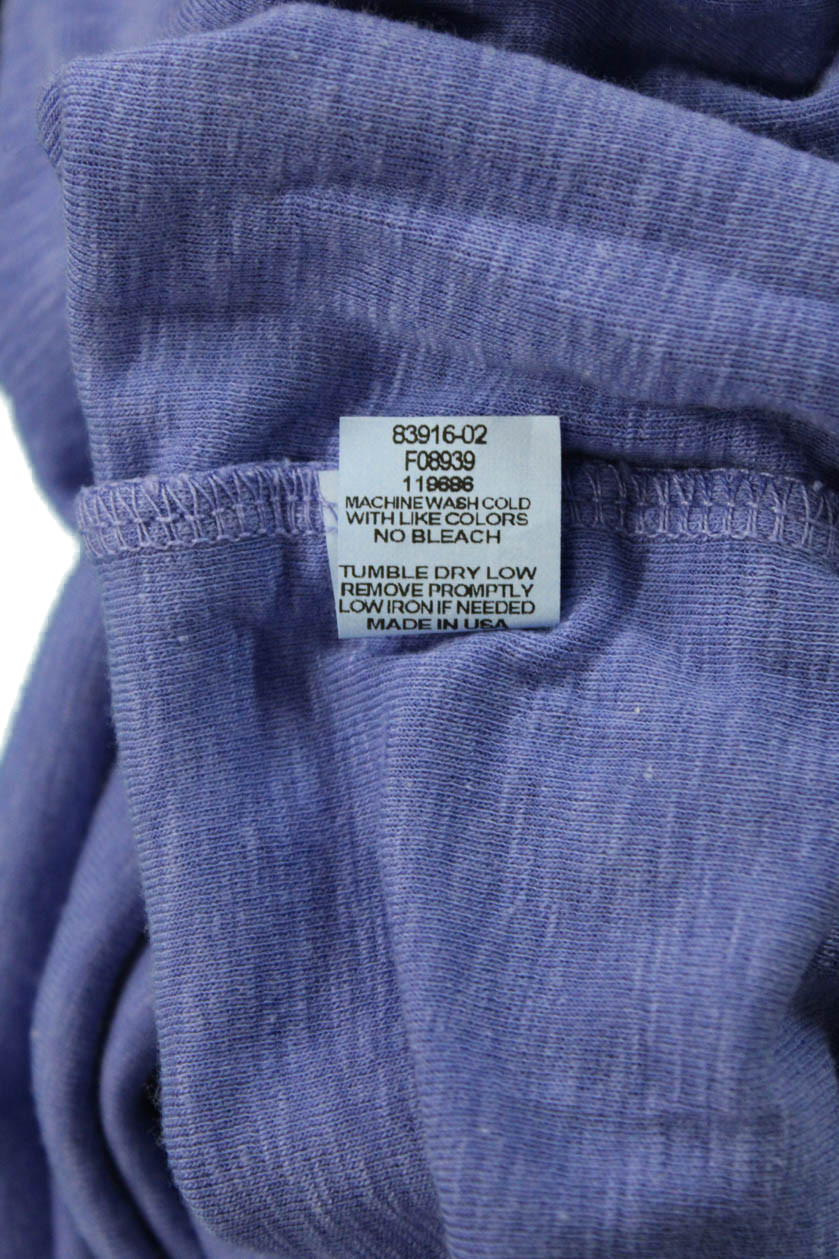 83916-02
F08939
119686
MACHINE WASH COLD
WITH LIKE COLORS
NO BLEACH
TUMBLE DRY LOW
REMOVE PROMPTLY
LOW IRON IF NEEDED
MADE IN USA